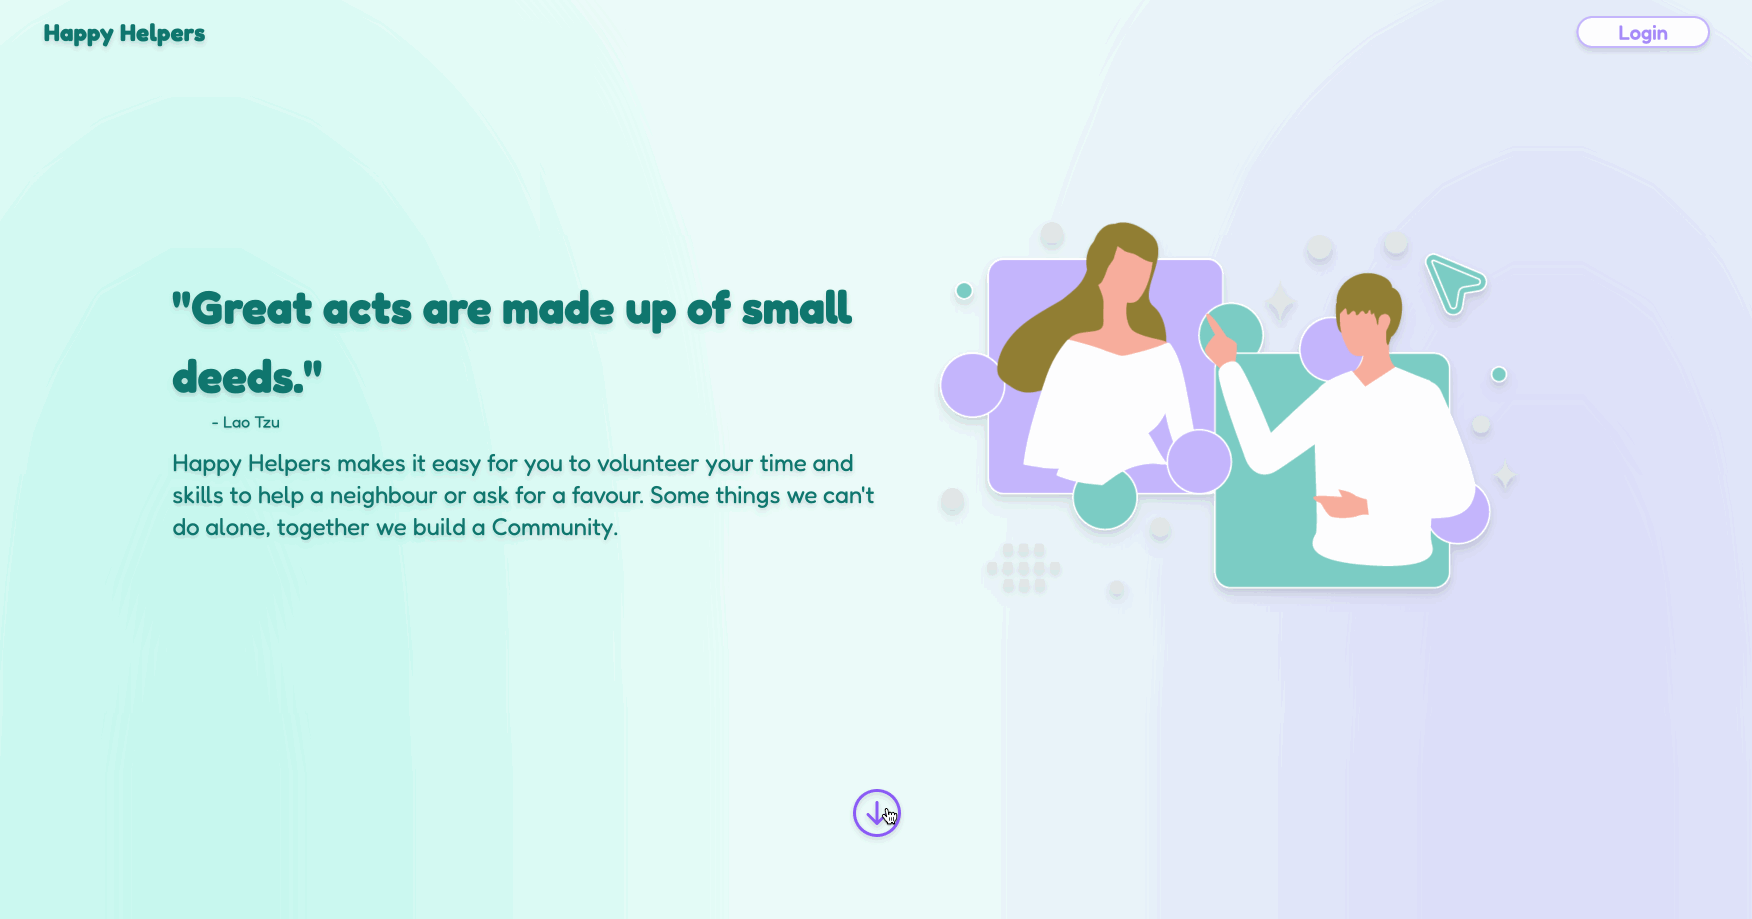 Happy Helpers
Login
"Great acts are made up of small
deeds."
- Lao Tzu
Happy Helpers makes it easy for you to volunteer your time and
skills to help a neighbour or ask for a favour. Some things we can't
do alone, together we build a Community.